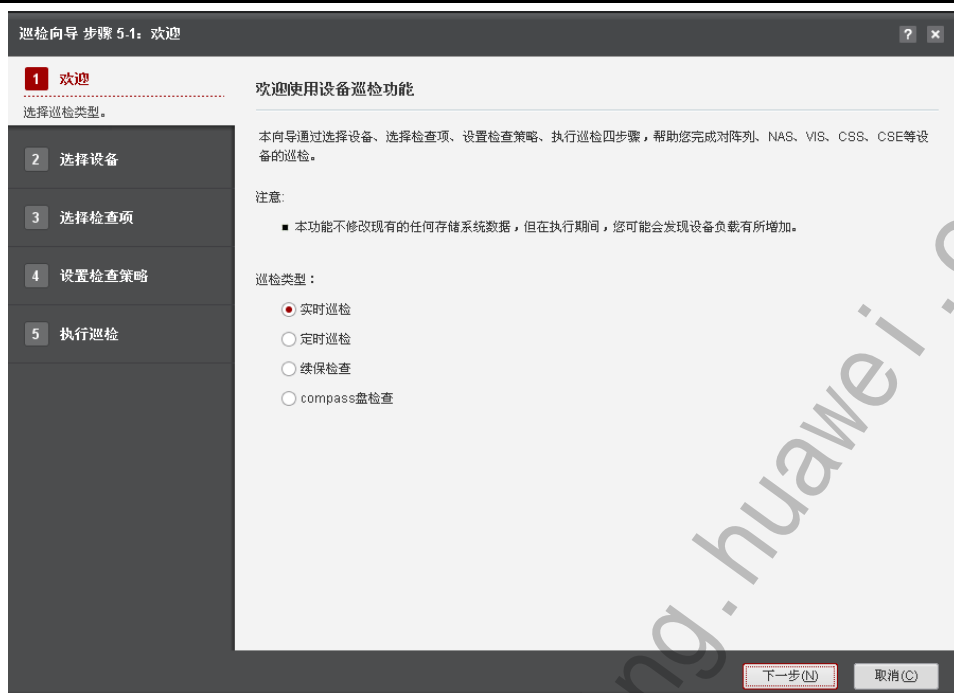 巡检向导 步骤 5-1：欢迎
? ×
1 欢迎
选择巡检类型。
2 选择设备
3 选择检查项
4 设置检查策略
5 执行巡检
欢迎使用设备巡检功能
本向导通过选择设备、选择检查项、设置检查策略、执行巡检四步骤，帮助您完成对阵列、NAS、VIS、CSS、CSE等设
备的巡检。
注意:
■ 本功能不修改现有的任何存储系统数据，但在执行期间，您可能会发现设备负载有所增加。
巡检类型：
实时巡检
定时巡检
续保检查
compass盘检查
下一步(N)
取消(C)
ng.huawei.c